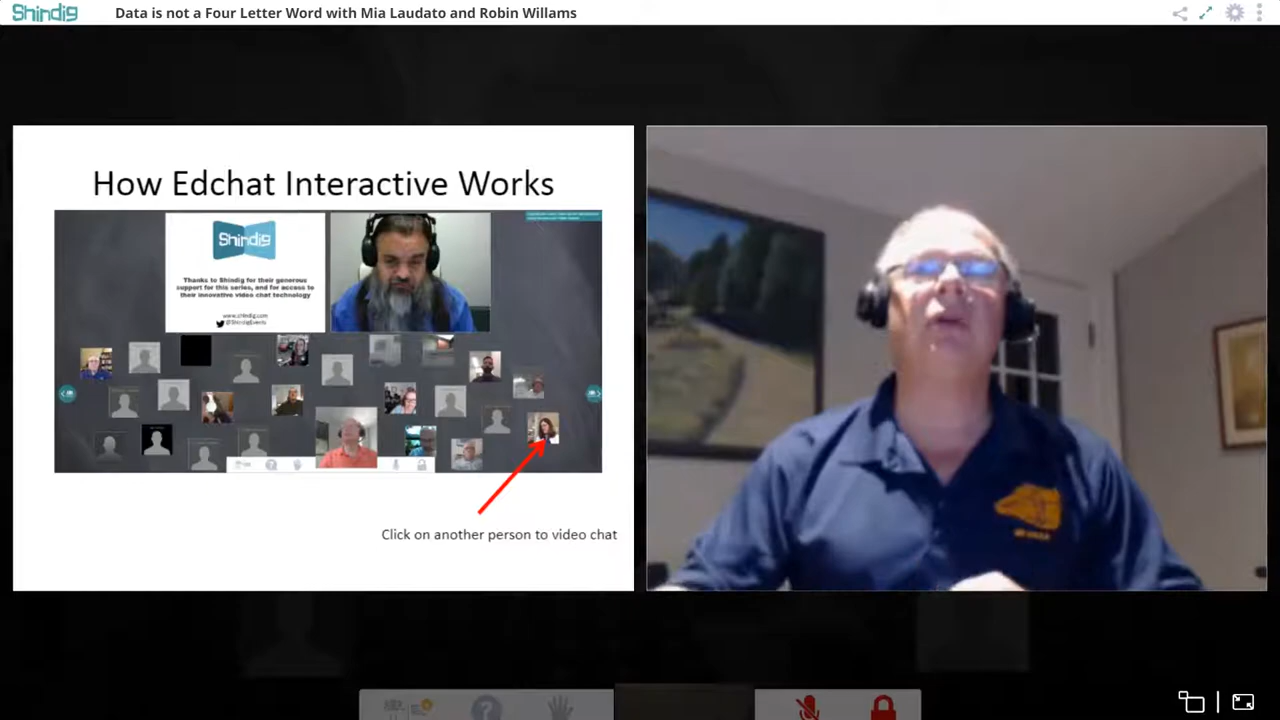 Shindig
Data is not a Four Letter Word with Mia Laudato and Robin Willams
How Edchat Interactive Works
Shindig
Thanks to Shindig for their generous
support for this series, and for access to
their innovative video chat technology
www.shindig.com
@ShindigEvents
Click on another person to video chat